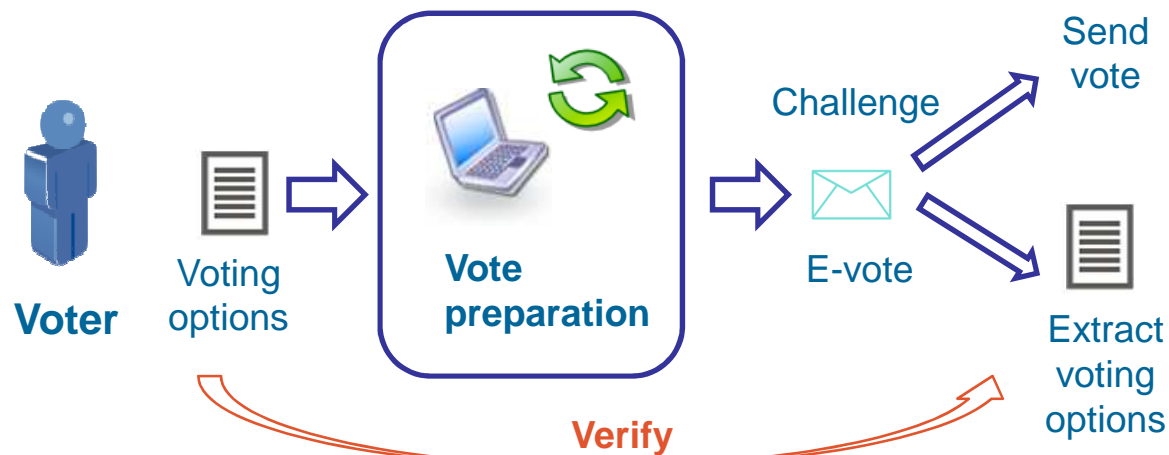 Voter
Voting
options
Vote
preparation
Challenge
E-vote
Send
vote
Extract
voting
options
Verify